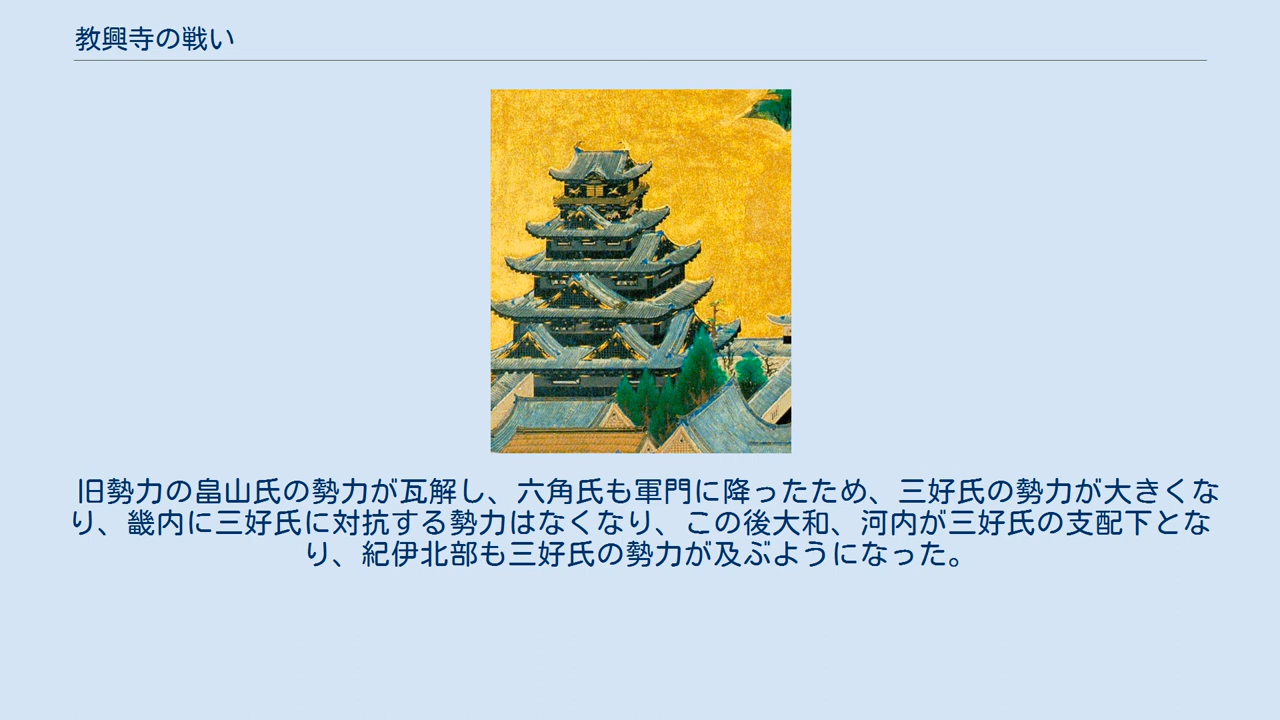 教興寺の戦い
旧勢力の畠山氏の勢力が瓦解し、六角氏も軍門に降ったため、三好氏の勢力が大きくな
り、畿内に三好氏に対抗する勢力はなくなり、この後大和、河内が三好氏の支配下とな
り、紀伊北部も三好氏の勢力が及ぶようになった。